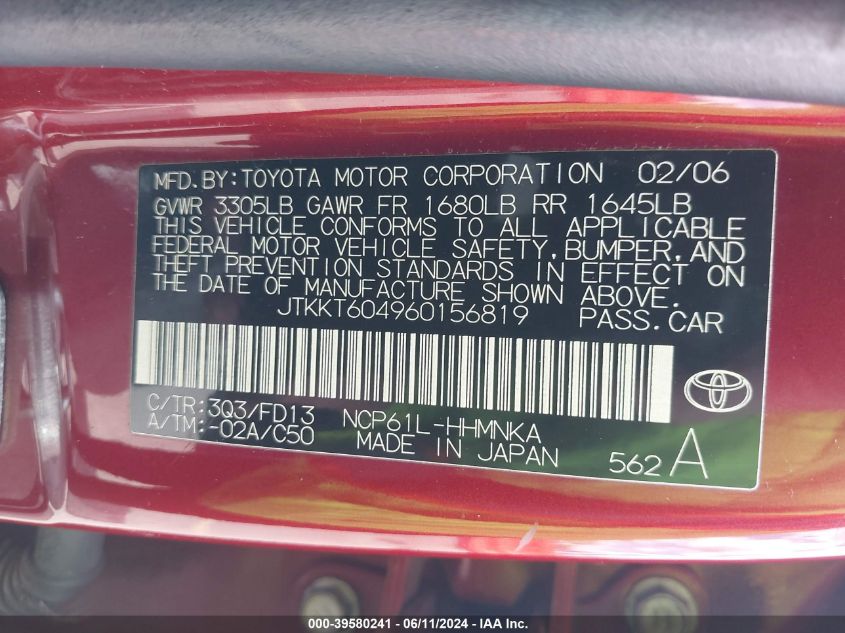 MFD.BY:TOYOTA MOTOR CORPORATION 02/06
GVWR 3305LB GAWR FR 1680LB RR 1645LB
THIS VEHICLE CONFORMS TO ALL APPLICABLE
FEDERAL MOTOR VEHICLE SAFETY,BUMPER,AND
THEFT PREVENTION STANDARDS IN EFFECT ON
THE DATE OF MANUFACTURE SHOWN ABOVE.
JTKKT604960156819 PASS.CAR
C/TR:3Q3/FD13 NCP61L-HHMNKA
A/TM:-02A/C50 MADE IN JAPAN 562A
000-39580241 - 06/11/2024 - IAAI.COM